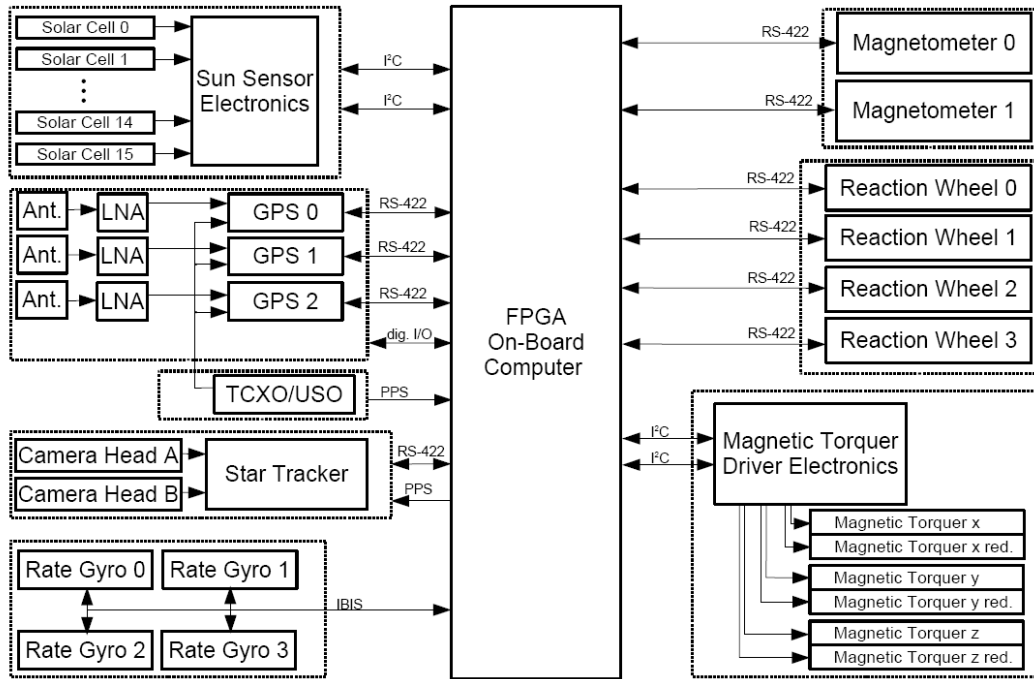 Solar Cell 0
Solar Cell 1
Solar Cell 14
Solar Cell 15
Sun Sensor
Electronics
I²C
I²C
Ant.
LNA
GPS 0
RS-422
Ant.
LNA
GPS 1
RS-422
Ant.
LNA
GPS 2
RS-422
dig. I/O
TCXO/USO
PPS
Camera Head A
Camera Head B
Star Tracker
RS-422
PPS
Rate Gyro 0
Rate Gyro 1
Rate Gyro 2
Rate Gyro 3
IBIS
FPGA
On-Board
Computer
RS-422
Magnetometer 0
RS-422
Magnetometer 1
RS-422
Reaction Wheel 0
RS-422
Reaction Wheel 1
RS-422
Reaction Wheel 2
RS-422
Reaction Wheel 3
I²C
I²C
Magnetic Torquer
Driver Electronics
Magnetic Torquer x
Magnetic Torquer x red.
Magnetic Torquer y
Magnetic Torquer y red.
Magnetic Torquer z
Magnetic Torquer z red.